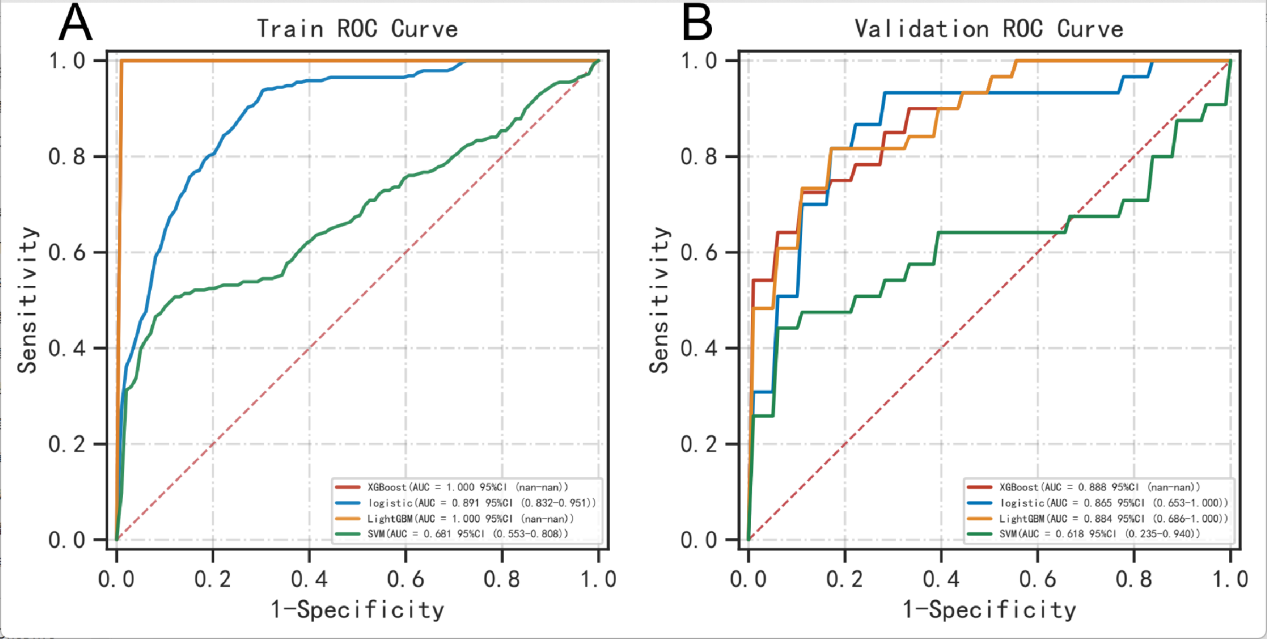 A
Train ROC Curve
Sensitivity
1.0
0.8
0.6
0.4
0.2
0.0
XGBoost(AUC = 1.000 95%CI (nan-nan))
logistic(AUC = 0.891 95%CI (0.832-0.951))
LightGBM(AUC = 1.000 95%CI (nan-nan))
SVM(AUC = 0.681 95%CI (0.553-0.808))
0.0 0.2 0.4 0.6 0.8 1.0
1-Specificity
B
Validation ROC Curve
Sensitivity
1.0
0.8
0.6
0.4
0.2
0.0
XGBoost(AUC = 0.888 95%CI (nan-nan))
logistic(AUC = 0.865 95%CI (0.653-1.000))
LightGBM(AUC = 0.884 95%CI (0.686-1.000))
SVM(AUC = 0.618 95%CI (0.235-0.940))
0.0 0.2 0.4 0.6 0.8 1.0
1-Specificity